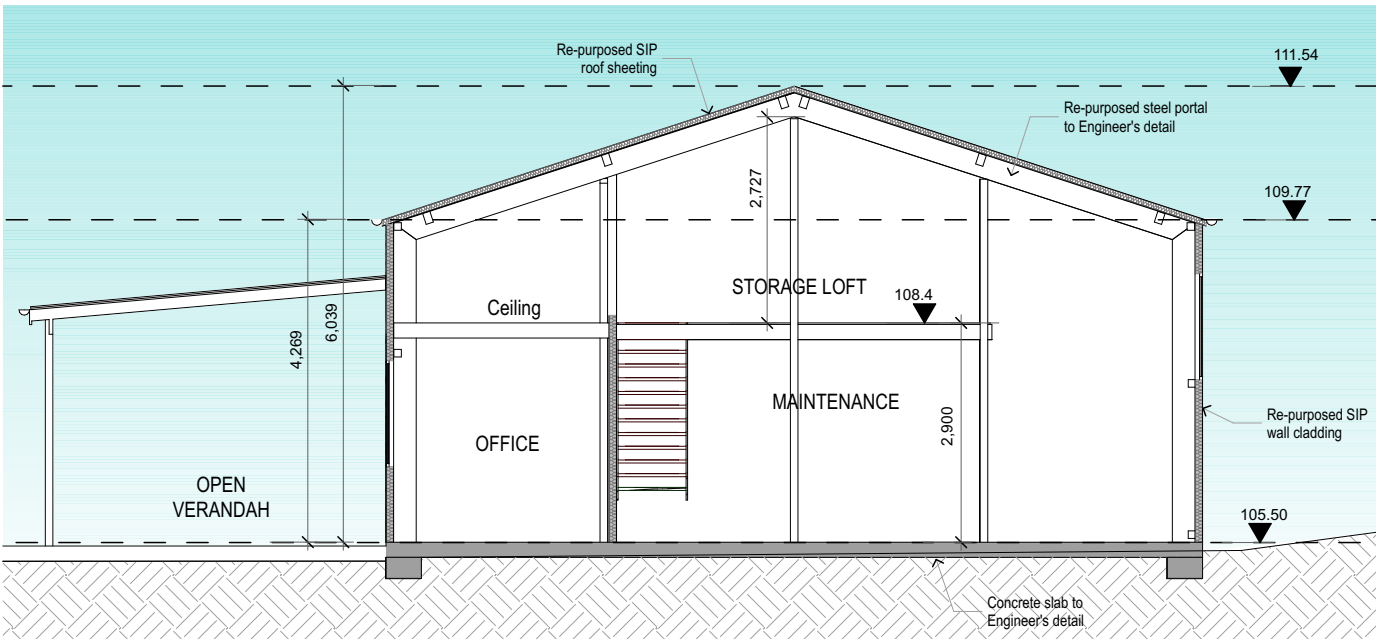 Re-purposed SIP
roof sheeting
111.54
Re-purposed steel portal
to Engineer's detail
2,727
109.77
4,269
6,039
Ceiling
STORAGE LOFT
108.4
MAINTENANCE
2,900
OFFICE
Re-purposed SIP
wall cladding
OPEN
VERANDAH
105.50
Concrete slab to
Engineer's detail